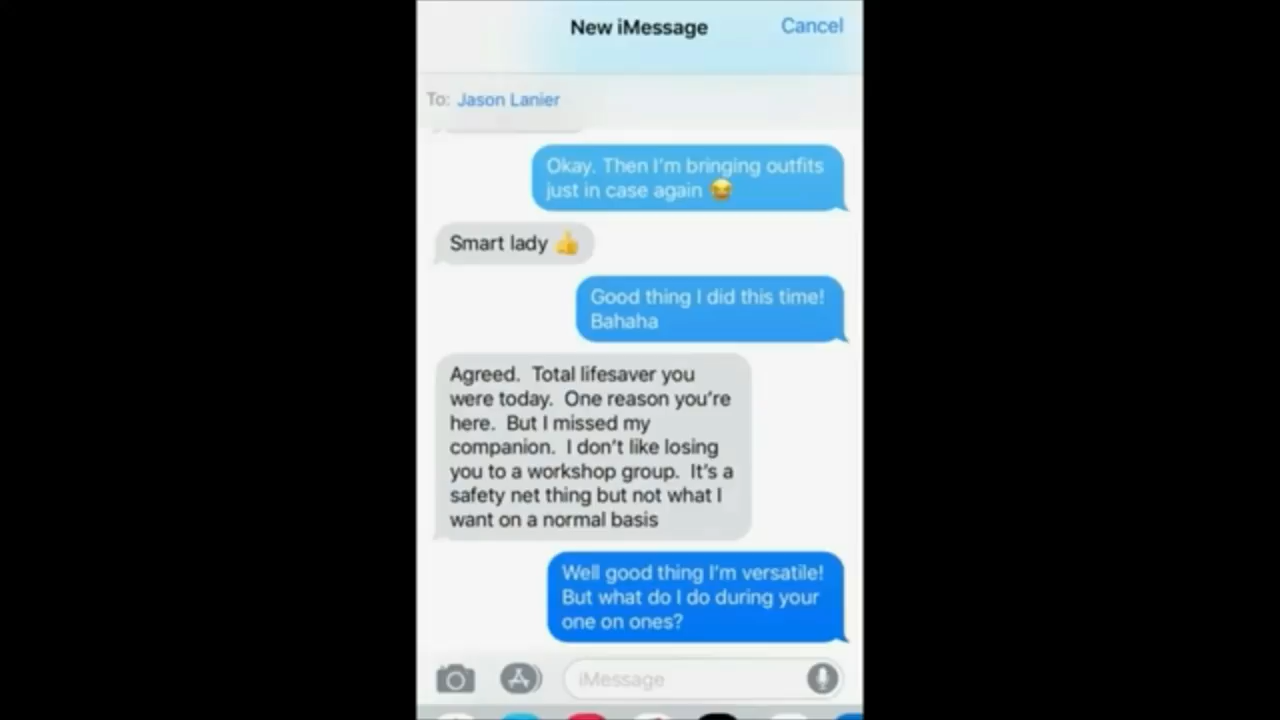 New iMessage
Cancel
To: Jason Lanier
Okay. Then I'm bringing outfits
just in case again 😂
Smart lady 👍
Good thing I did this time!
Bahaha
Agreed.  Total lifesaver you
were today.  One reason you're
here.  But I missed my
companion.  I don't like losing
you to a workshop group.  It's a
safety net thing but not what I
want on a normal basis
Well good thing I'm versatile!
But what do I do during your
one on ones?
iMessage